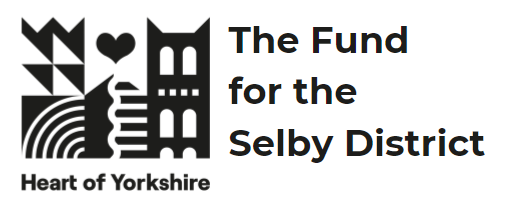 The Fund
for the
Selby District
Heart of Yorkshire